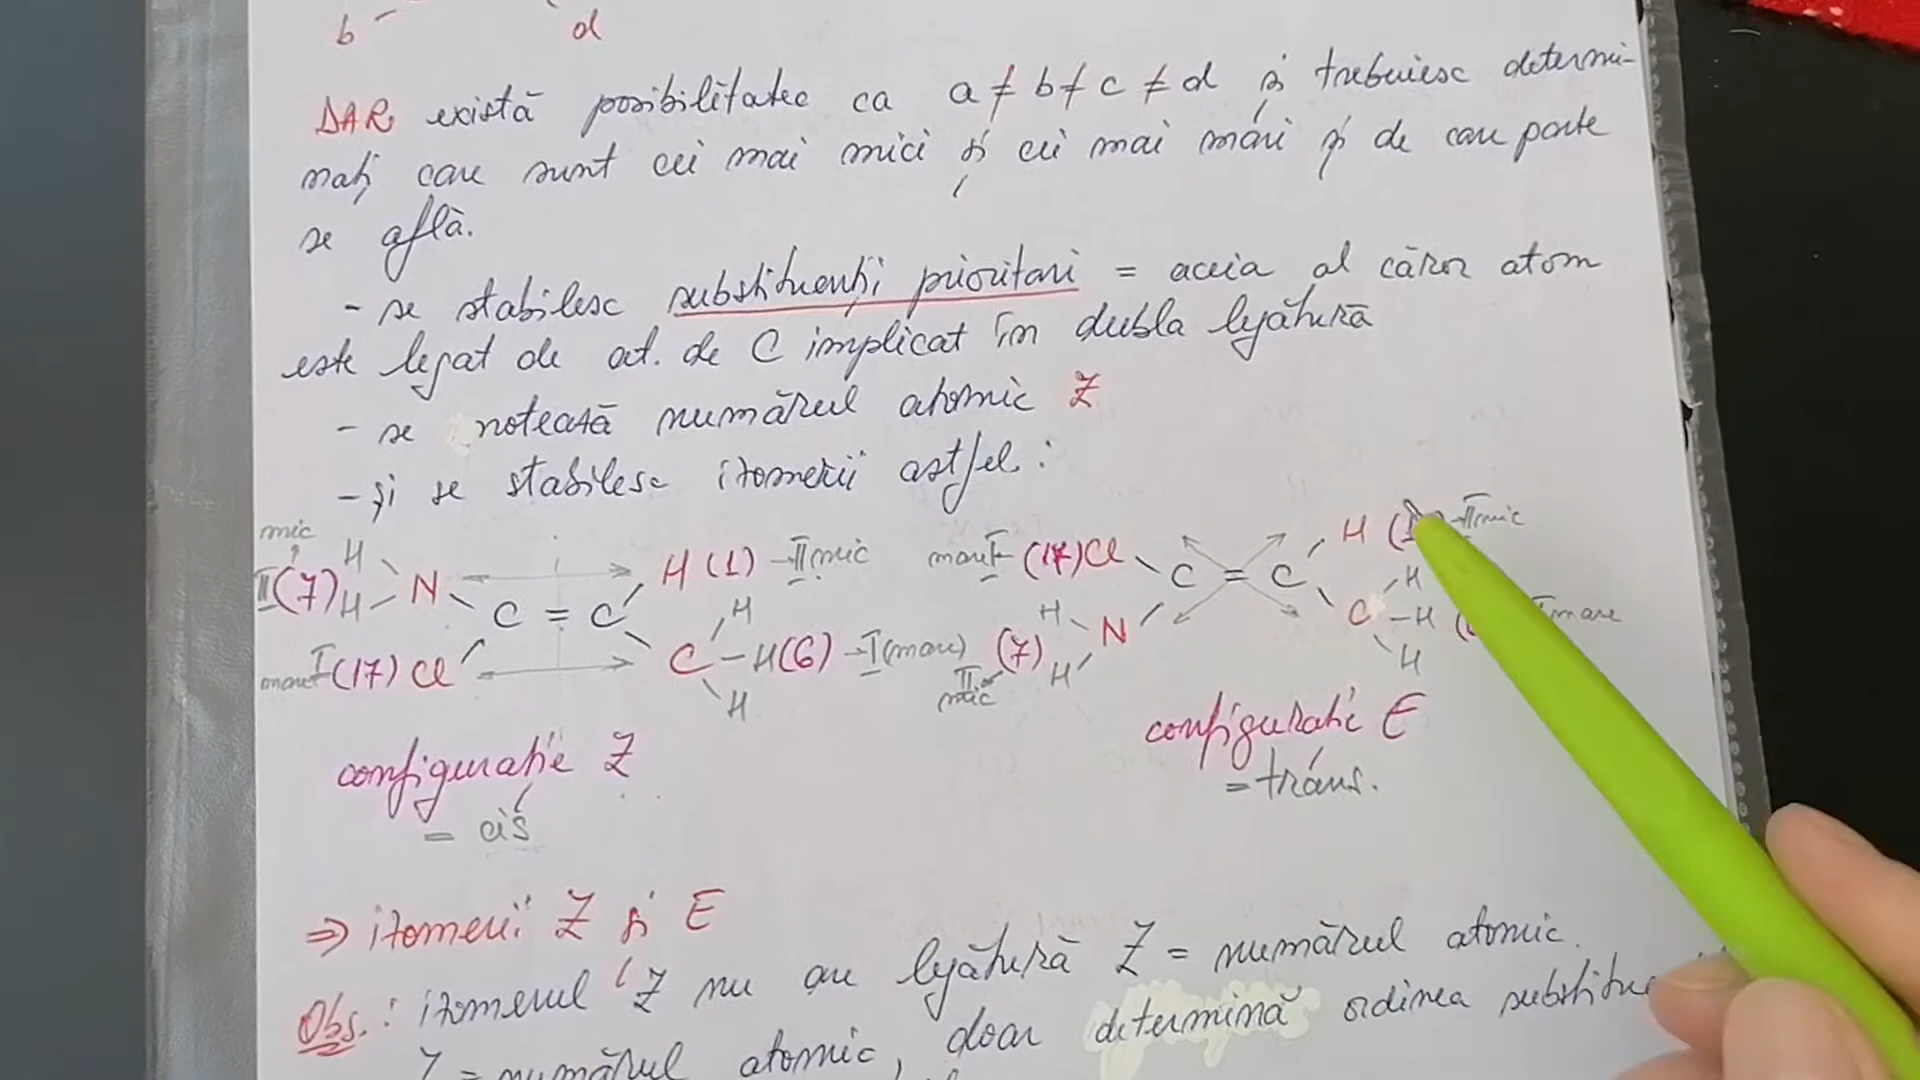 b d
DAR există posibilitatea ca a ≠ b ≠ c ≠ d și trebuiesc determi-
nați care sunt cei mai mici și cei mai mari și de care parte
se află.
- se stabilesc substituenții prioritari = aceia al căror atom
este legat de at. de C implicat în dubla legătură
- se notează numărul atomic Z
- și se stabilesc izomerii astfel:
mic H II(7) H N C = C H (1) - II mic
mare I (17) Cl C H H (6) - I (mare) H
mare I (17) Cl C = C H (1) - II mic
(7) H N H II mic C H H H mare
configurație Z
= cis
configurație E
= trans.
⇒ izomerii Z și E
Obs.: izomerul Z nu are legătură Z = numărul atomic.
Z = numărul atomic, doar determină ordinea